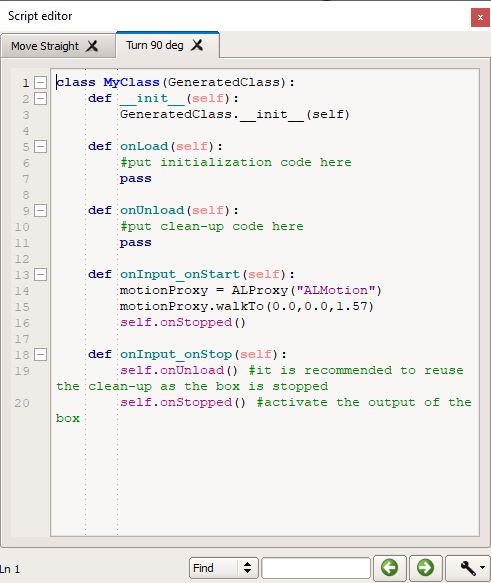 Script editor
x
Move Straight X
Turn 90 deg X
1 class MyClass(GeneratedClass):
2     def __init__(self):
3         GeneratedClass.__init__(self)
4
5     def onLoad(self):
6         #put initialization code here
7         pass
8
9     def onUnload(self):
10         #put clean-up code here
11         pass
12
13     def onInput_onStart(self):
14         motionProxy = ALProxy("ALMotion")
15         motionProxy.walkTo(0.0,0.0,1.57)
16         self.onStopped()
17
18     def onInput_onStop(self):
19         self.onUnload() #it is recommended to reuse
the clean-up as the box is stopped
20         self.onStopped() #activate the output of the
box
Ln 1
Find